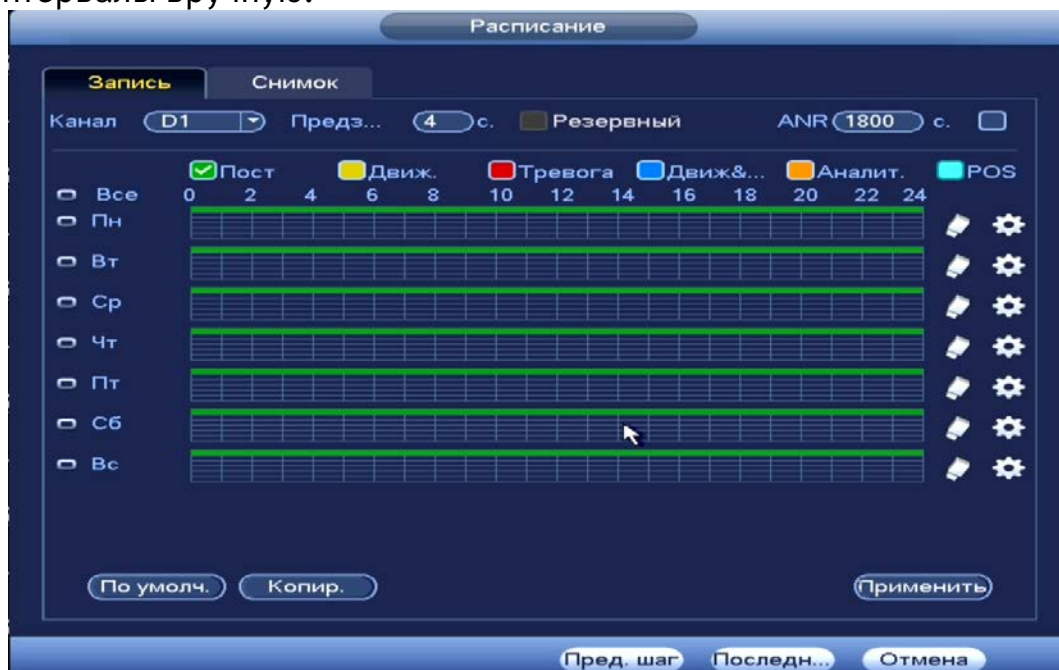 нтервалы вручную.
Расписание
Запись Снимок
Канал D1 Предз... 4 с. Резервный ANR 1800 с.
Пост Движ. Тревога Движ&... Аналит. POS
Все 0 2 4 6 8 10 12 14 16 18 20 22 24
Пн
Вт
Ср
Чт
Пт
Сб
Вс
По умолч. Копир. Применить
Пред. шаг Последн... Отмена